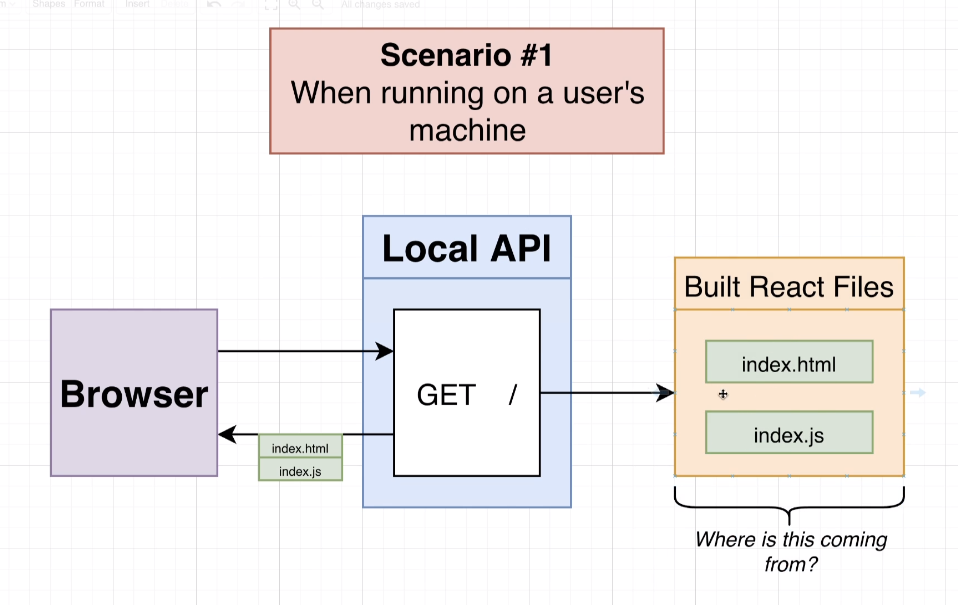 Shapes Format Insert All changes saved
Scenario #1
When running on a user's
machine
Local API
Built React Files
Browser
GET /
index.html
index.js
index.html
index.js
Where is this coming
from?